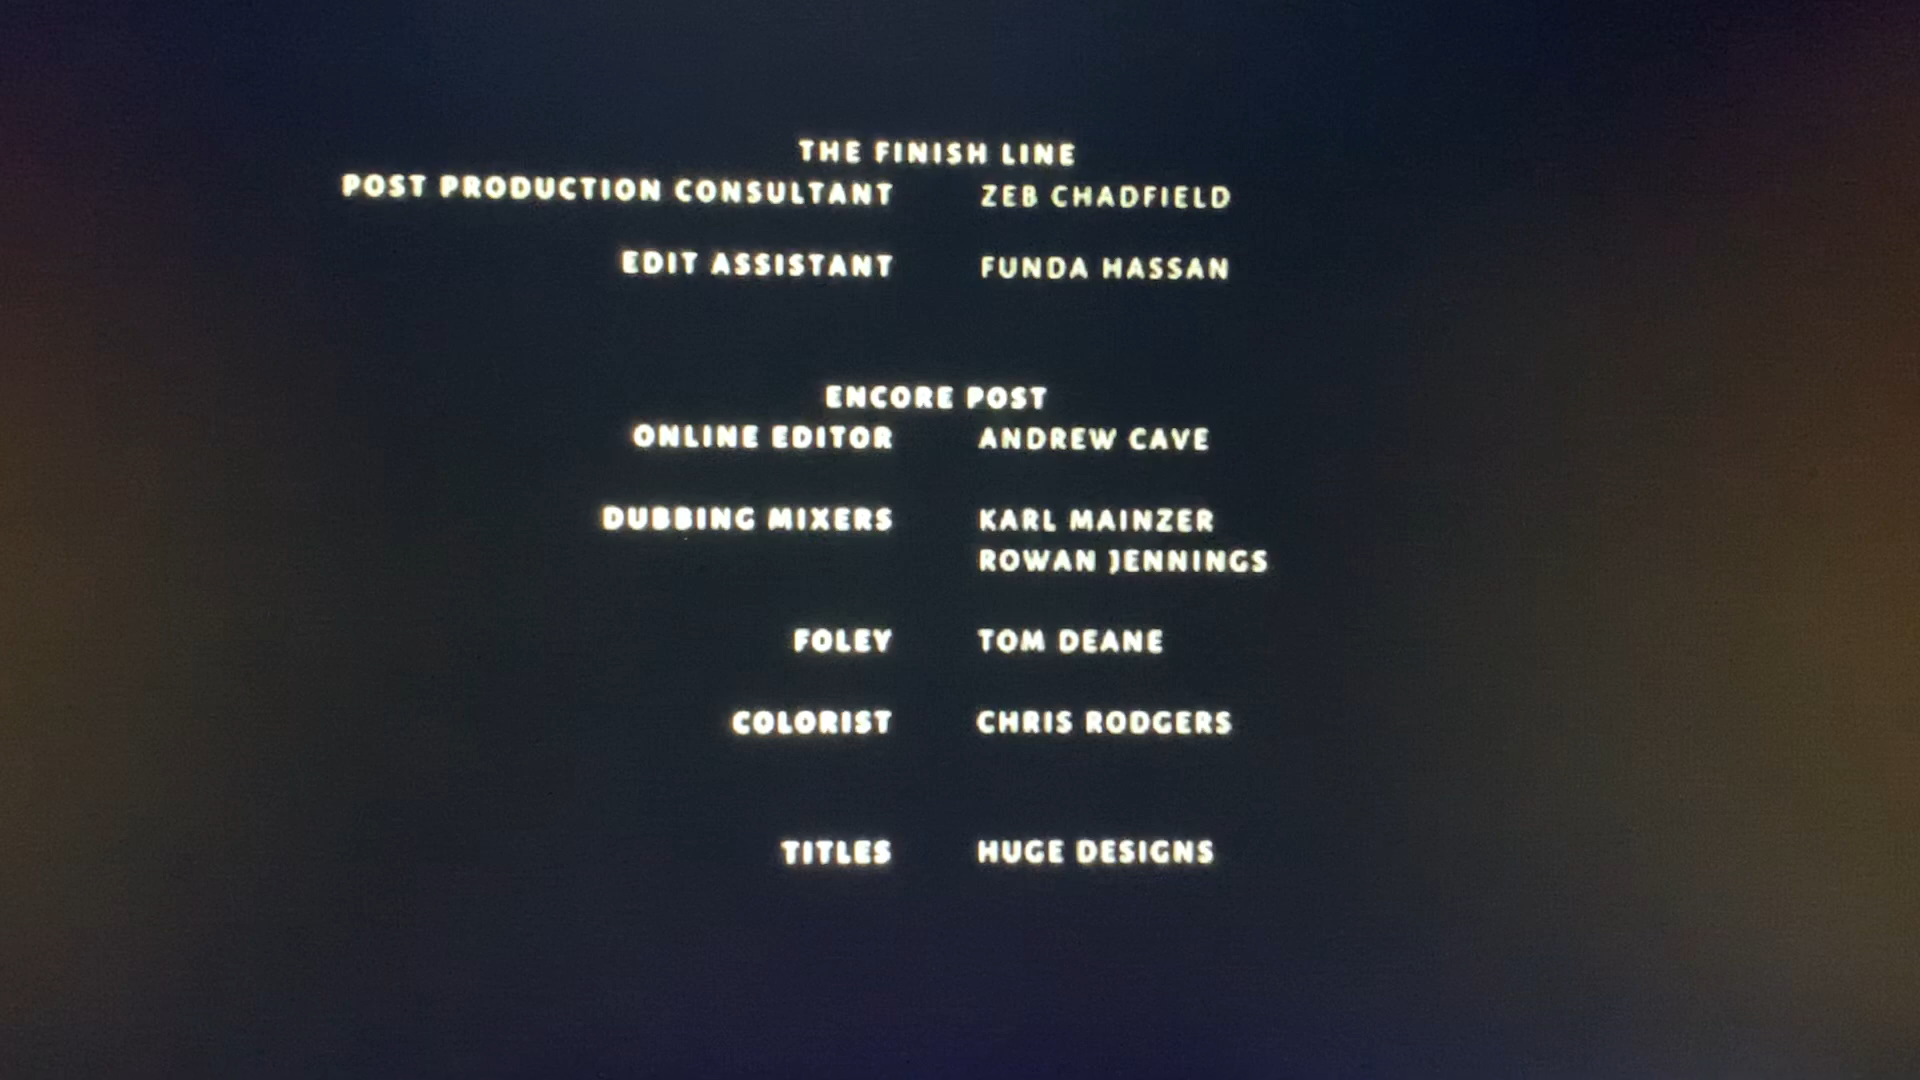 THE FINISH LINE
POST PRODUCTION CONSULTANT ZEB CHADFIELD
EDIT ASSISTANT FUNDA HASSAN
ENCORE POST
ONLINE EDITOR ANDREW CAVE
DUBBING MIXERS KARL MAINZER
ROWAN JENNINGS
FOLEY TOM DEANE
COLORIST CHRIS RODGERS
TITLES HUGE DESIGNS